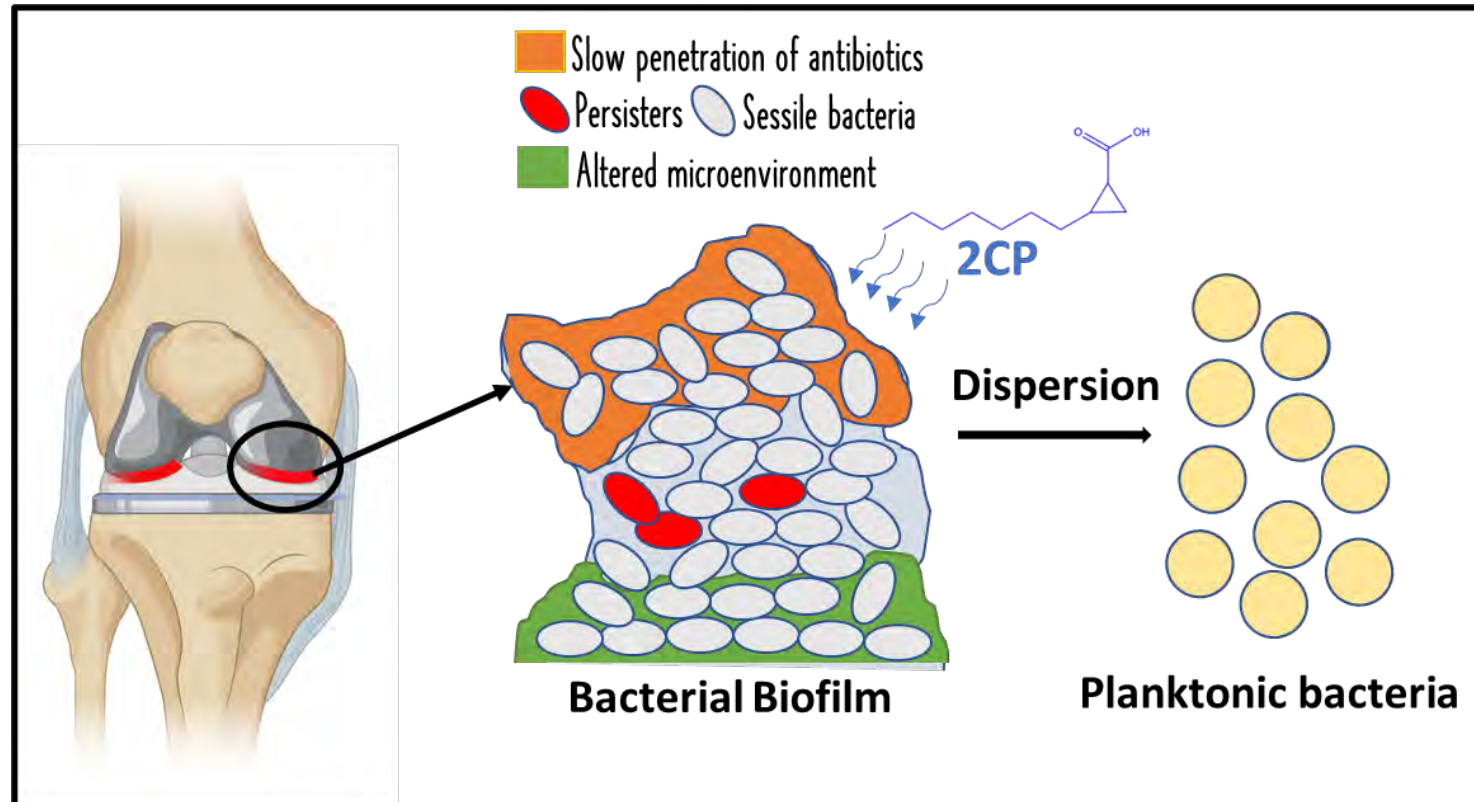 Slow penetration of antibiotics
Persisters Sessile bacteria
Altered microenvironment
O
OH
2CP
Dispersion
Bacterial Biofilm
Planktonic bacteria